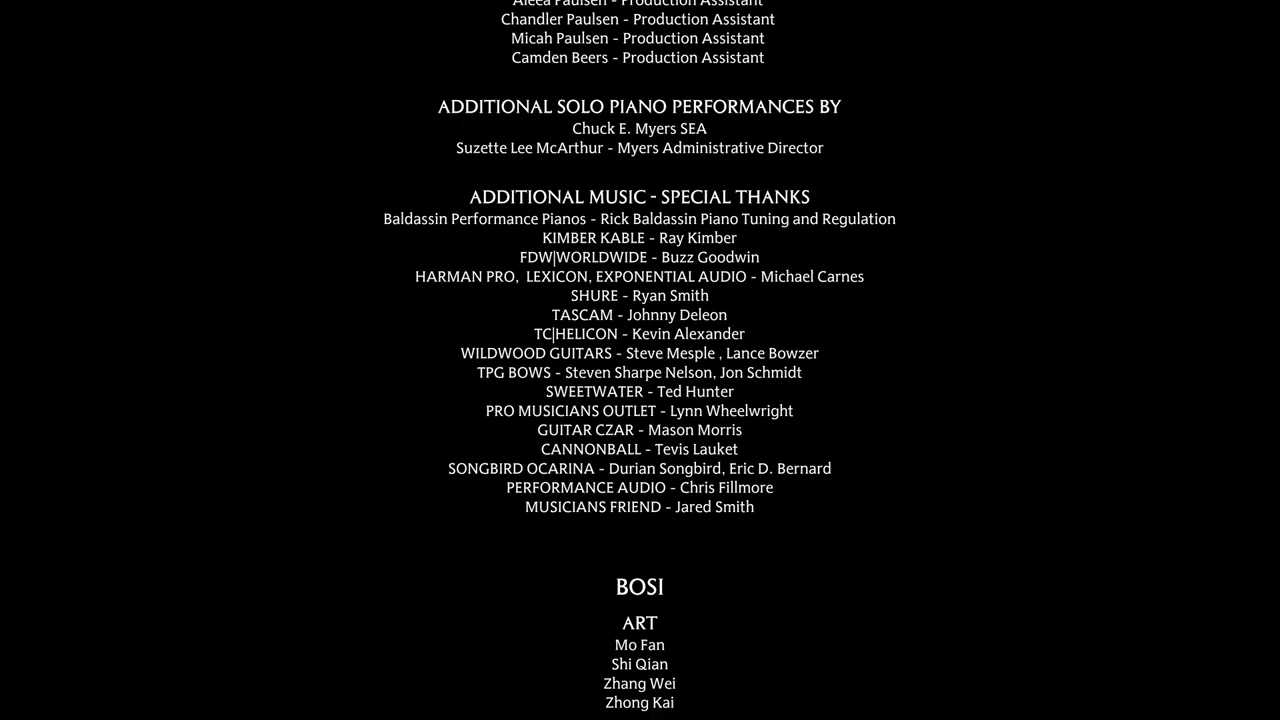 Aleea Paulsen - Production Assistant
Chandler Paulsen - Production Assistant
Micah Paulsen - Production Assistant
Camden Beers - Production Assistant
ADDITIONAL SOLO PIANO PERFORMANCES BY
Chuck E. Myers SEA
Suzette Lee McArthur - Myers Administrative Director
ADDITIONAL MUSIC - SPECIAL THANKS
Baldassin Performance Pianos - Rick Baldassin Piano Tuning and Regulation
KIMBER KABLE - Ray Kimber
FDW|WORLDWIDE - Buzz Goodwin
HARMAN PRO,  LEXICON, EXPONENTIAL AUDIO - Michael Carnes
SHURE - Ryan Smith
TASCAM - Johnny Deleon
TC|HELICON - Kevin Alexander
WILDWOOD GUITARS - Steve Mesple , Lance Bowzer
TPG BOWS - Steven Sharpe Nelson, Jon Schmidt
SWEETWATER - Ted Hunter
PRO MUSICIANS OUTLET - Lynn Wheelwright
GUITAR CZAR - Mason Morris
CANNONBALL - Tevis Lauket
SONGBIRD OCARINA - Durian Songbird, Eric D. Bernard
PERFORMANCE AUDIO - Chris Fillmore
MUSICIANS FRIEND - Jared Smith
BOSI
ART
Mo Fan
Shi Qian
Zhang Wei
Zhong Kai